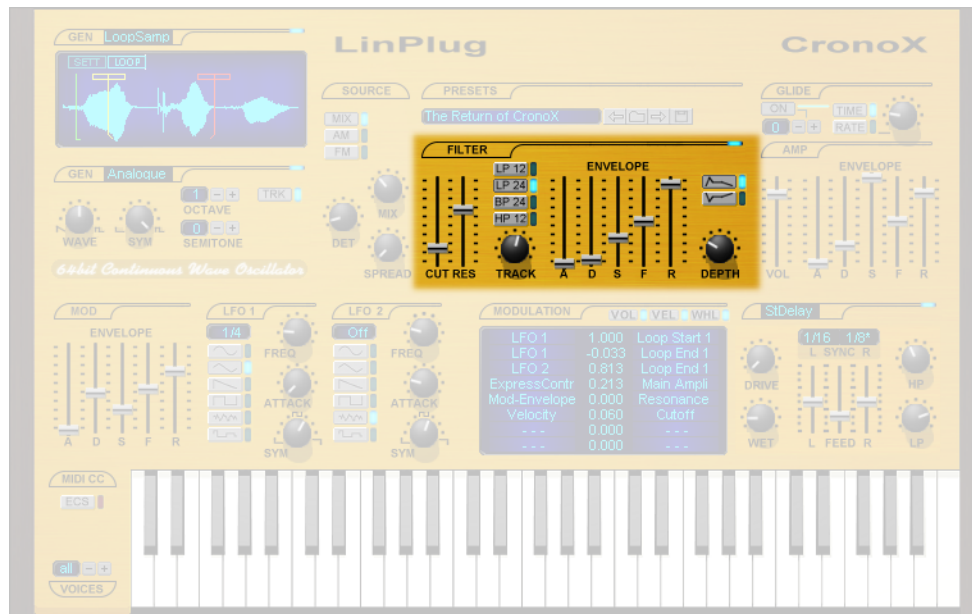 GEN LoopSamp
SETT LOOP
LinPlug
CronoX
SOURCE
MIX
AM
FM
PRESETS
The Return of CronoX
GLIDE
ON
0 - +
TIME
RATE
GEN Analoque
1 - +
TRK
OCTAVE
0 - +
SEMITONE
WAVE SYM
64bit Continuous Wave Oscillator
MIX
DET
SPREAD
FILTER
LP 12
LP 24
BP 24
HP 12
ENVELOPE
CUT RES TRACK A D S F R DEPTH
AMP
ENVELOPE
VOL A D S F R
MOD
ENVELOPE
A D S F R
LFO 1
1/4
FREQ
ATTACK
SYM
LFO 2
Off
FREQ
ATTACK
SYM
MODULATION VOL VEL WHL
LFO 1 1.000 Loop Start 1
LFO 1 -0.033 Loop End 1
LFO 2 0.813 Loop End 1
ExpressContr 0.213 Main Ampli
Mod-Envelope 0.000 Resonance
Velocity 0.060 Cutoff
- - - 0.000 - - -
- - - 0.000 - - -
StDelay
1/16 1/8*
L SYNC R
DRIVE
HP
WET
L FEED R
LP
MIDI CC
ECS
all - +
VOICES